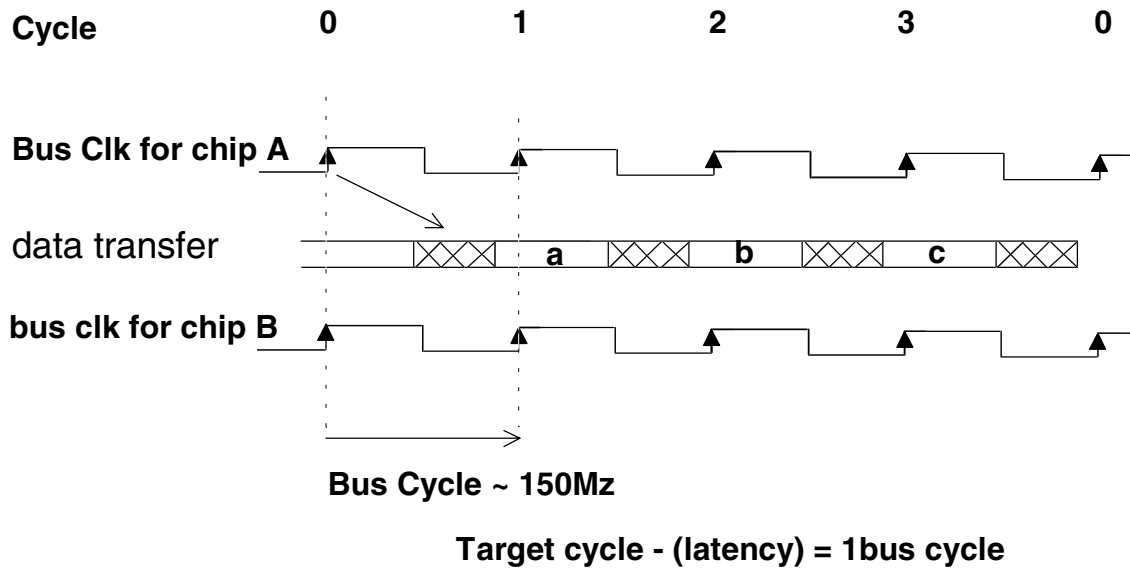 Cycle 0 1 2 3 0
Bus Clk for chip A
data transfer a b c
bus clk for chip B
Bus Cycle ~ 150Mz
Target cycle - (latency) = 1bus cycle